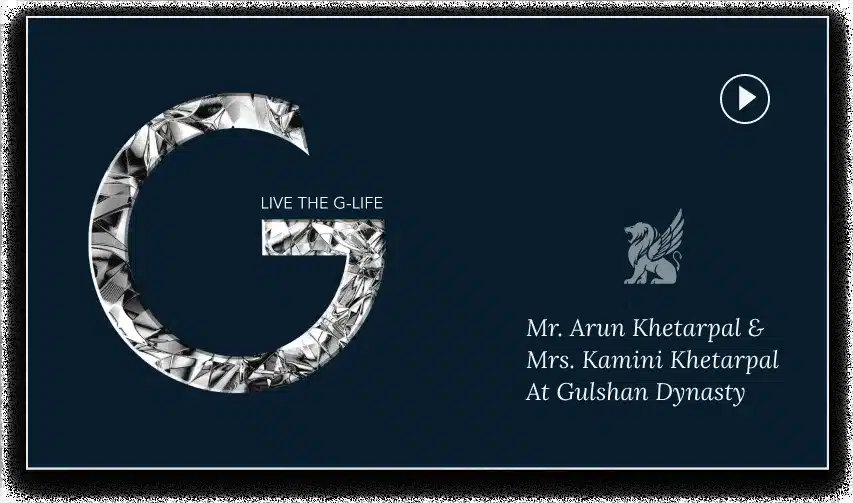 G
LIVE THE G-LIFE
Mr. Arun Khetarpal &
Mrs. Kamini Khetarpal
At Gulshan Dynasty